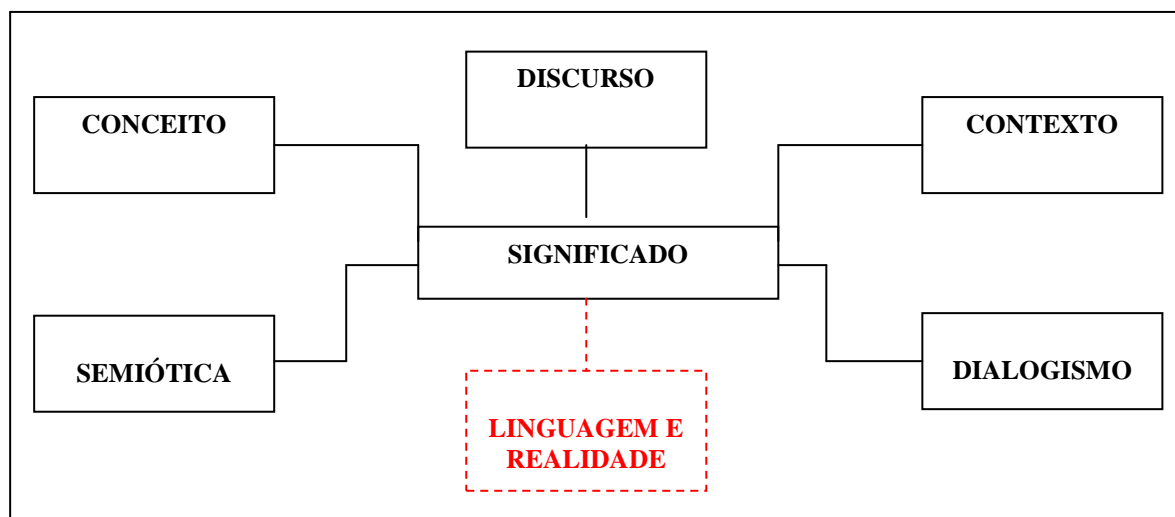 DISCURSO
CONCEITO
CONTEXTO
SIGNIFICADO
SEMIÓTICA
DIALOGISMO
LINGUAGEM E
REALIDADE